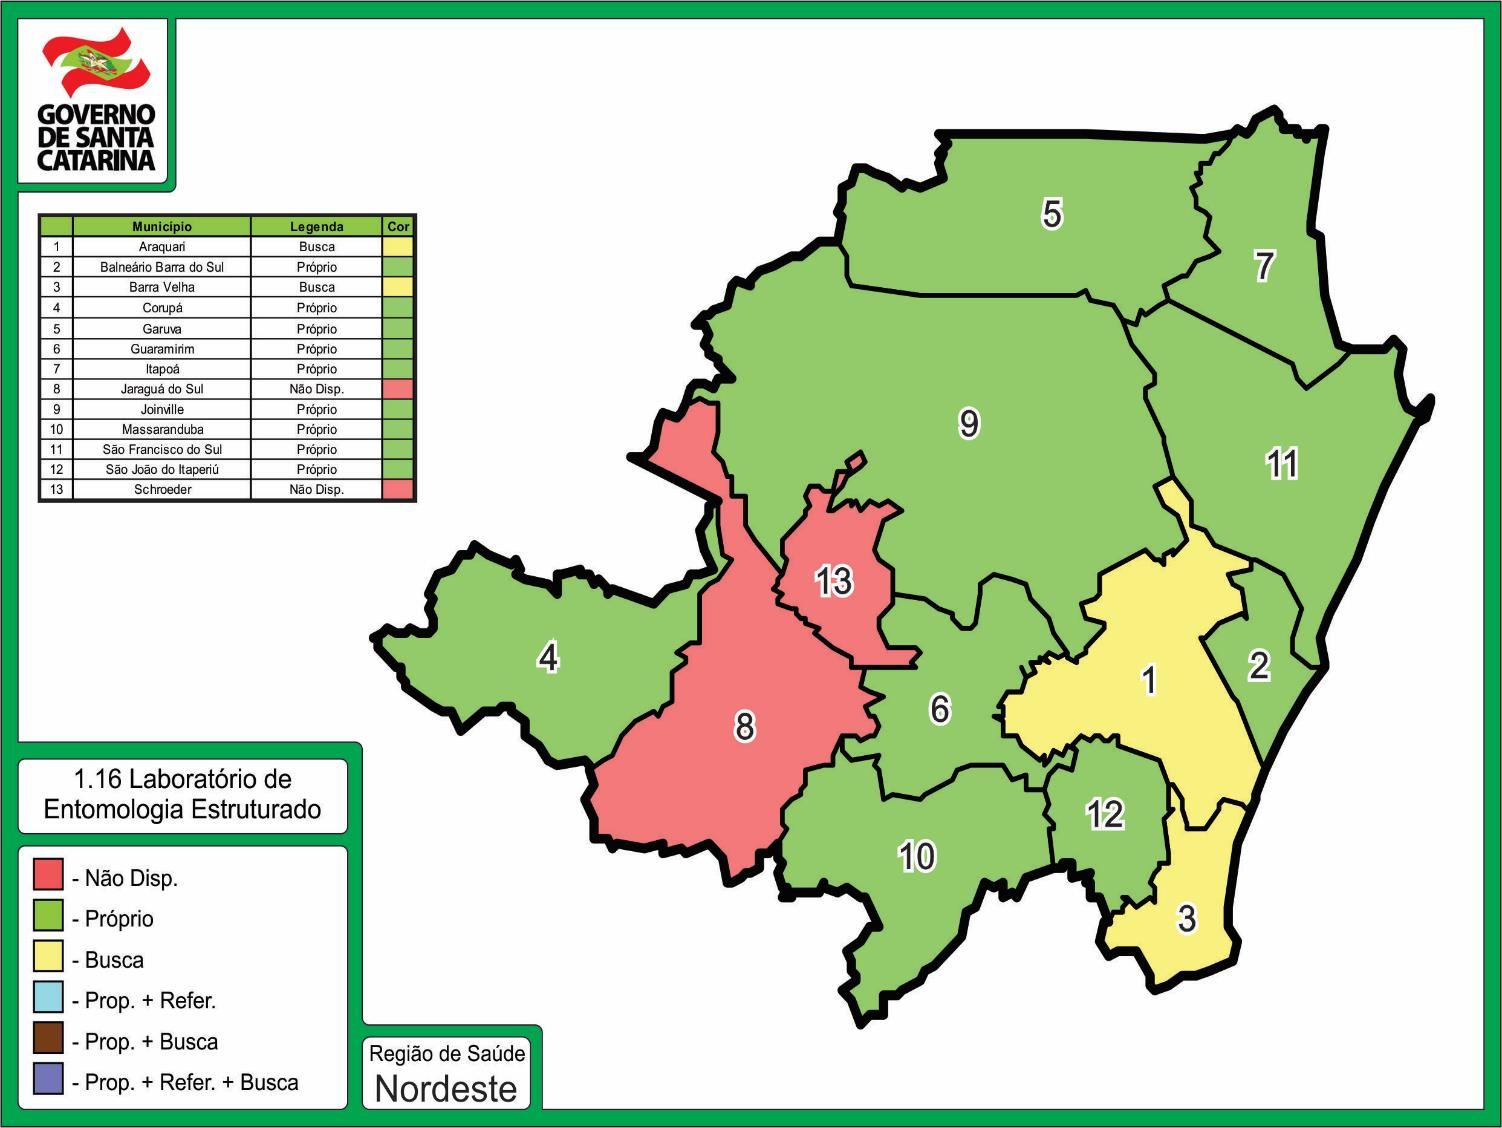 GOVERNO
DE SANTA
CATARINA
Município Legenda Cor
1 Araquari Busca
2 Balneário Barra do Sul Próprio
3 Barra Velha Busca
4 Corupá Próprio
5 Garuva Próprio
6 Guaramirim Próprio
7 Itapoá Próprio
8 Jaraguá do Sul Não Disp.
9 Joinville Próprio
10 Massaranduba Próprio
11 São Francisco do Sul Próprio
12 São João do Itaperiú Próprio
13 Schroeder Não Disp.
5
7
9
11
13
4
2
1
6
8
12
10
3
1.16 Laboratório de
Entomologia Estruturado
- Não Disp.
- Próprio
- Busca
- Prop. + Refer.
- Prop. + Busca
- Prop. + Refer. + Busca
Região de Saúde
Nordeste